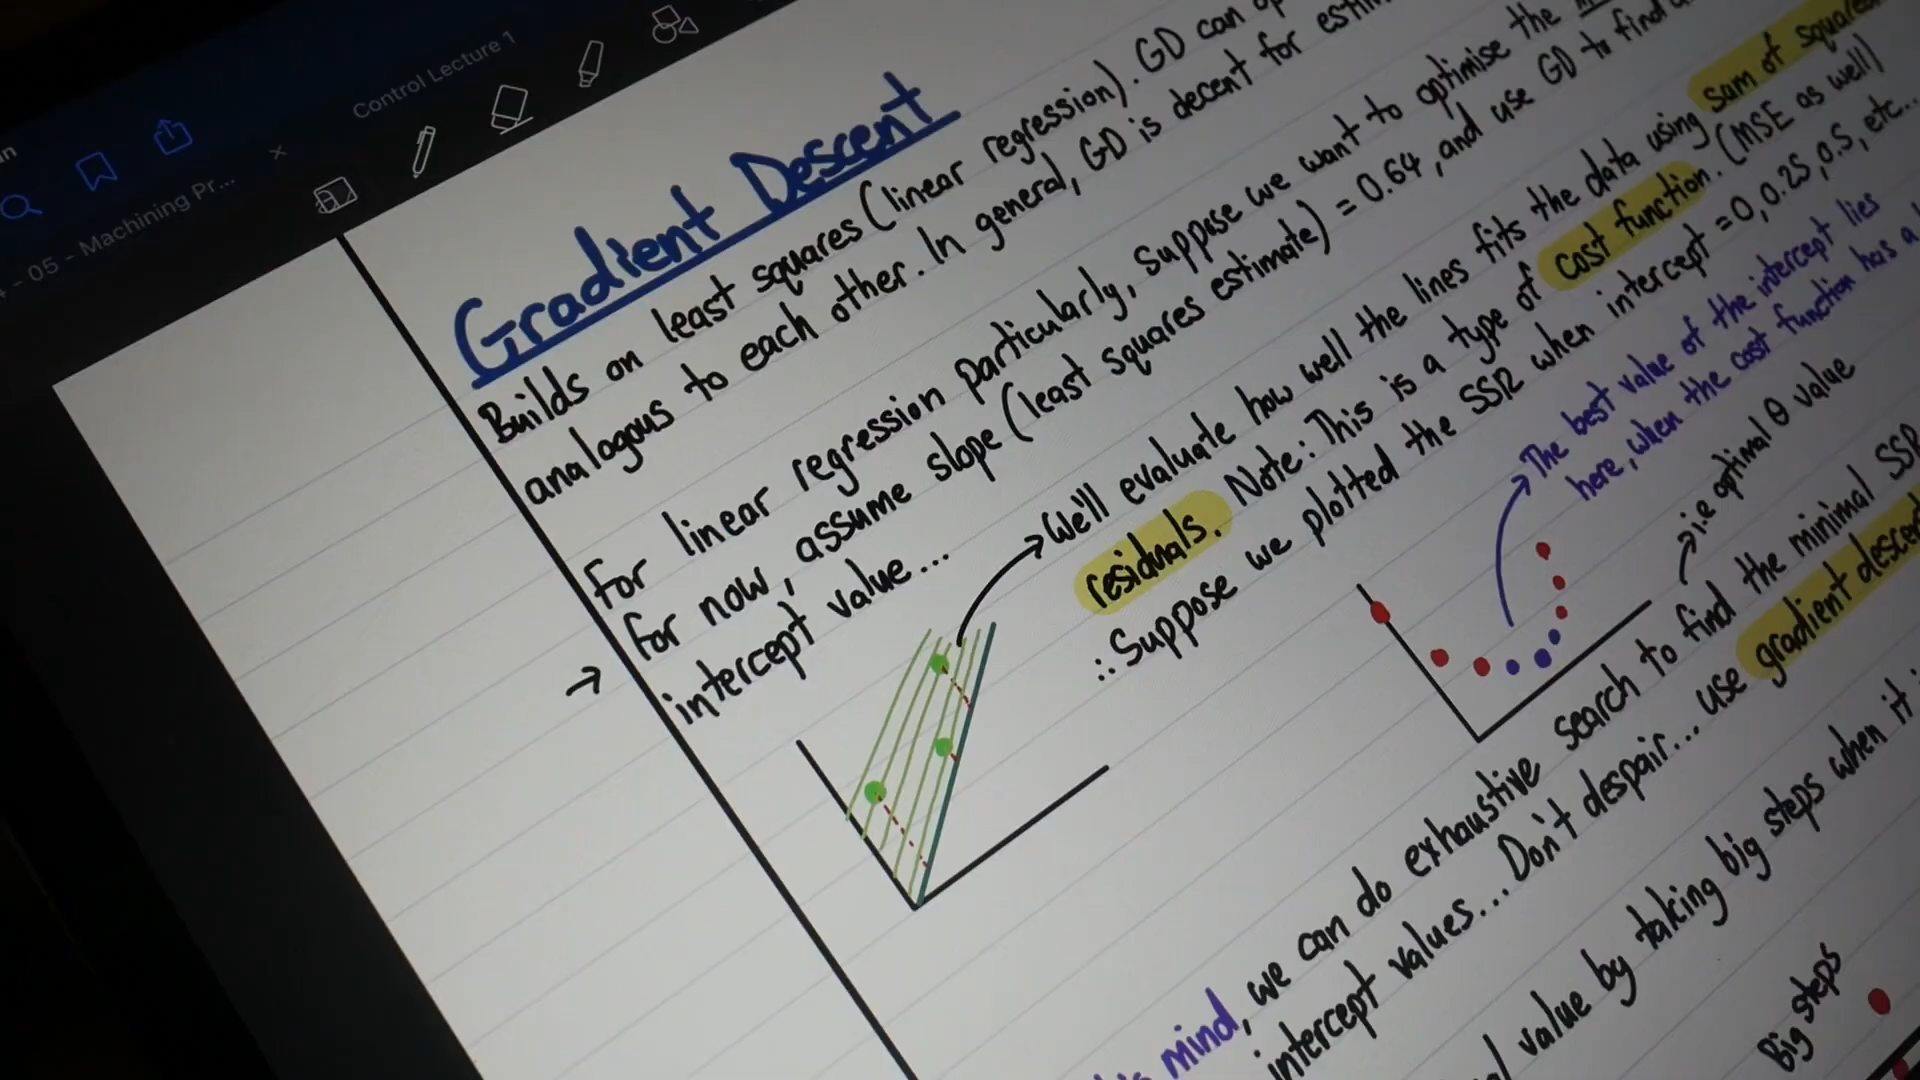 Control Lecture 1
05 - Machining Pr...
Gradient Descent
Builds on least squares (linear regression). GD can
analogous to each other. In general, GD is decent for
For linear regression particularly, suppose we want to optimise the
for now, assume slope (least squares estimate) = 0.64, and use GD to find
intercept value...
We'll evaluate how well the lines fits the data using sum of squared
residuals. Note: This is a type of cost function. (MSE as well)
∴ Suppose we plotted the SSR when intercept = 0, 0.25, 0.5, etc...
The best value of the intercept lies
here, when the cost function has a
i.e optimal θ value
mind, we can do exhaustive search to find the minimal SSR
intercept values... Don't despair... use gradient descent
value by taking big steps when it
Big steps